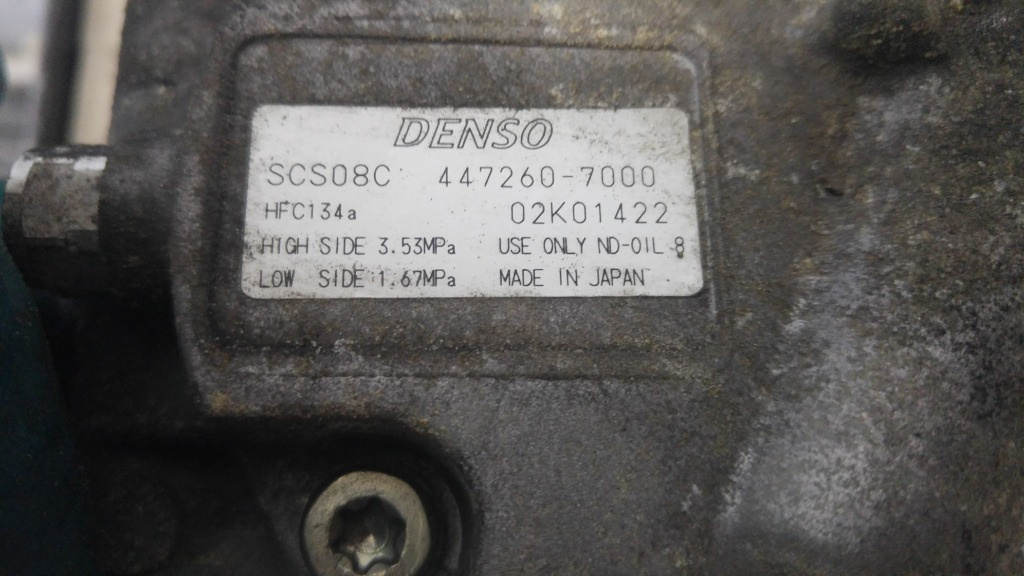 DENSO
SCS08C 447260-7000
HFC134a 02K01422
HIGH SIDE 3.53MPa USE ONLY ND-OIL 8
LOW SIDE 1.67MPa MADE IN JAPAN